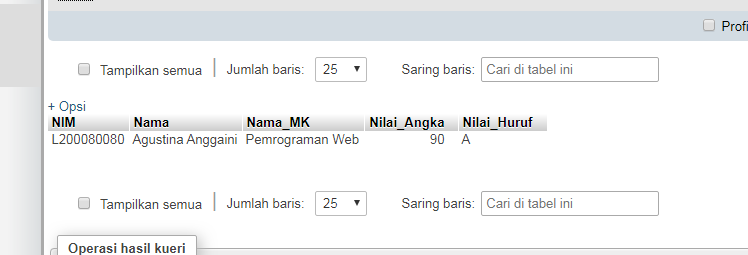 Profi
Tampilkan semua Jumlah baris: 25 Saring baris: Cari di tabel ini
+ Opsi
NIM Nama Nama_MK Nilai_Angka Nilai_Huruf
L200080080 Agustina Anggaini Pemrograman Web 90 A
Tampilkan semua Jumlah baris: 25 Saring baris: Cari di tabel ini
Operasi hasil kueri